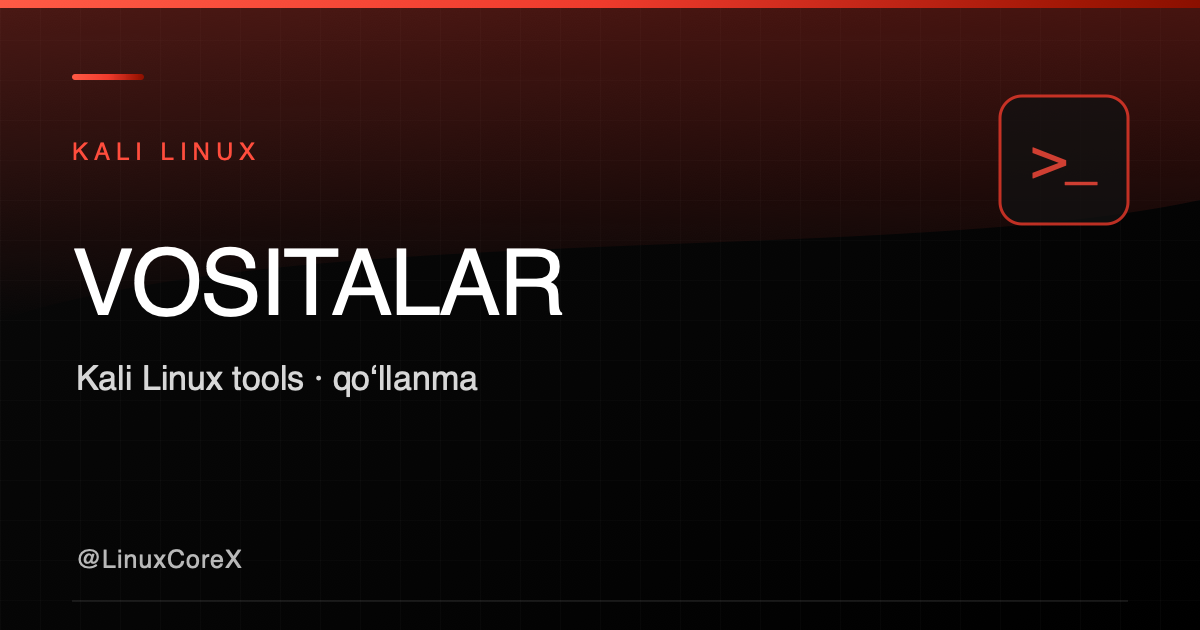 KALI LINUX
>_
VOSITALAR
Kali Linux tools · qo‘llanma
@LinuxCoreX